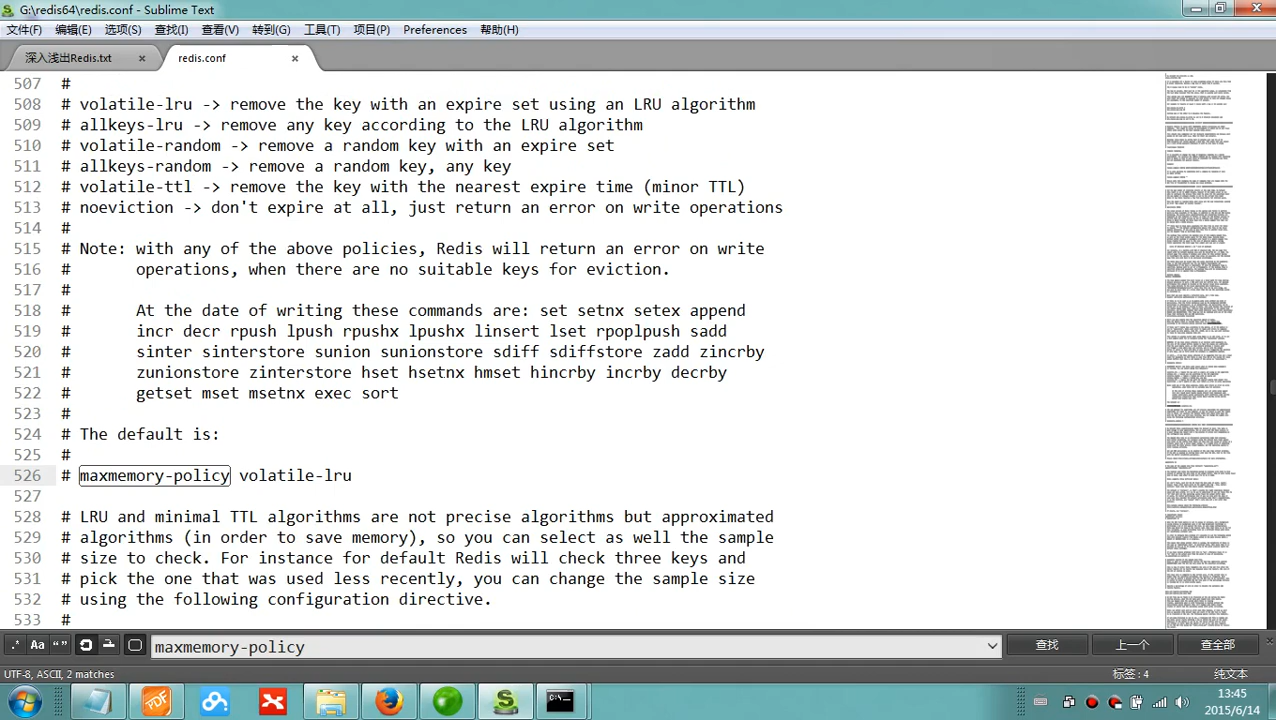 G:\redis64\redis.conf - Sublime Text
文件(F) 编辑(E) 选项(S) 查找(I) 查看(V) 转到(G) 工具(T) 项目(P) Preferences 帮助(H)
深入浅出Redis.txt × redis.conf ×
507 #
508 # volatile-lru -> remove the key with an expire set using an LRU algorithm
509 # allkeys-lru -> remove any key accordingly to the LRU algorithm
510 # volatile-random -> remove a random key with an expire set
511 # allkeys-random -> remove a random key, any key
512 # volatile-ttl -> remove the key with the nearest expire time (minor TTL)
513 # noeviction -> don't expire at all, just return an error on write operations
514 #
515 # Note: with any of the above policies, Redis will return an error on write
516 # operations, when there are not suitable keys for eviction.
517 #
518 # At the date of writing this commands are: set setnx setex append
519 # incr decr rpush lpush rpushx lpushx linsert lset rpoplpush sadd
520 # sinter sinterstore sunion sunionstore sdiff sdiffstore zadd zincrby
521 # zunionstore zinterstore hset hsetnx hmset hincrby incrby decrby
522 # getset mset msetnx exec sort
523 #
524 # The default is:
525 #
526 # maxmemory-policy volatile-lru
527
528 # LRU and minimal TTL algorithms are not precise algorithms but approximated
529 # algorithms (in order to save memory), so you can select as well the sample
530 # size to check. For instance for default Redis will check three keys and
531 # pick the one that was used less recently, you can change the sample size
532 # using the following configuration directive.
533 #
.* Aa “” maxmemory-policy 查找 上一个 查全部
UTF-8, ASCII, 2 matches 标签: 4 纯文本
PDF S C:\
13:45
2015/6/14